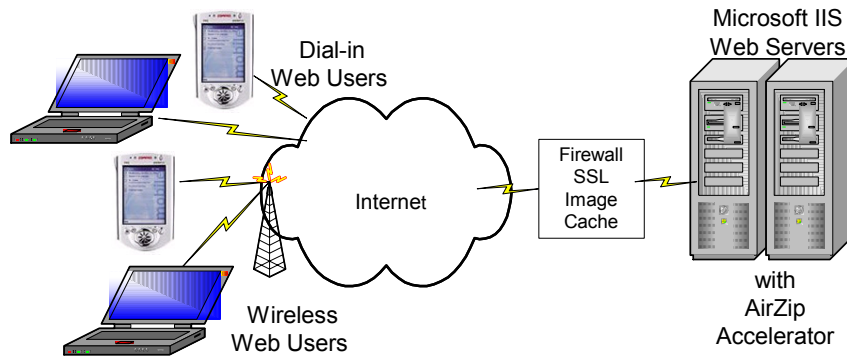 Dial-in
Web Users
Microsoft IIS
Web Servers
Internet
Firewall
SSL
Image
Cache
Wireless
Web Users
with
AirZip
Accelerator